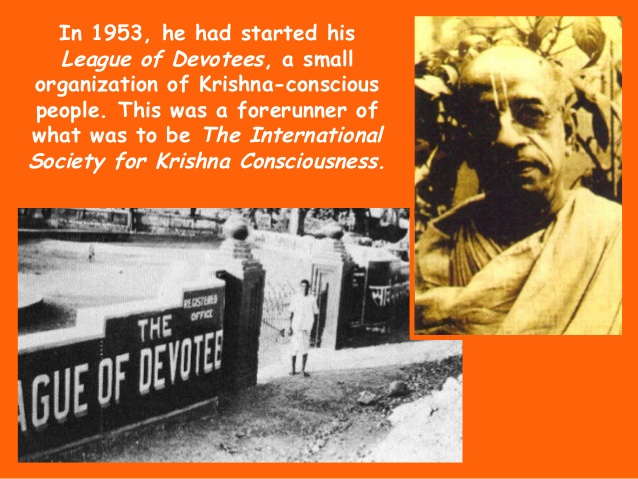 In 1953, he had started his
League of Devotees, a small
organization of Krishna-conscious
people. This was a forerunner of
what was to be The International
Society for Krishna Consciousness.
REGISTERED
OFFICE
THE
AGUE OF DEVOTEE